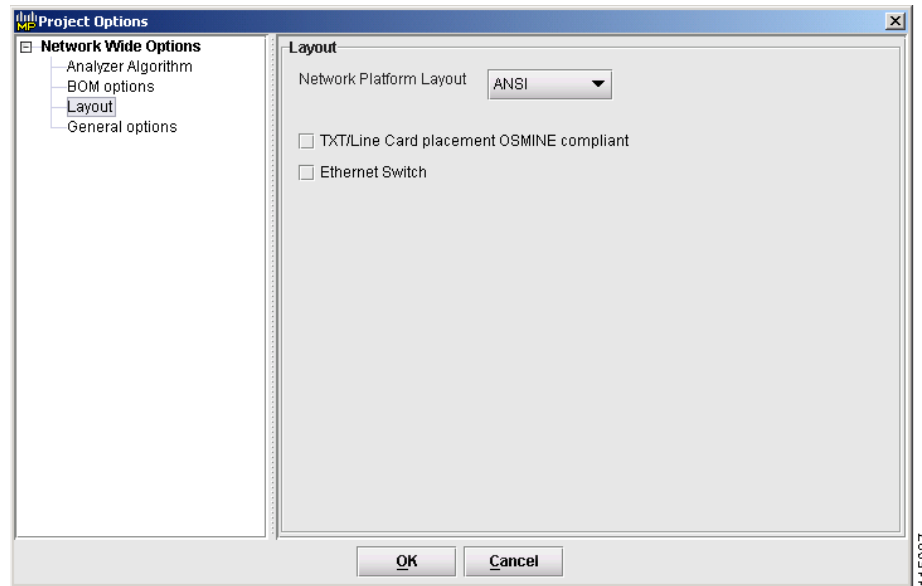 MP Project Options
Network Wide Options
Analyzer Algorithm
BOM options
Layout
General options
Layout
Network Platform Layout ANSI
TXT/Line Card placement OSMINE compliant
Ethernet Switch
OK Cancel